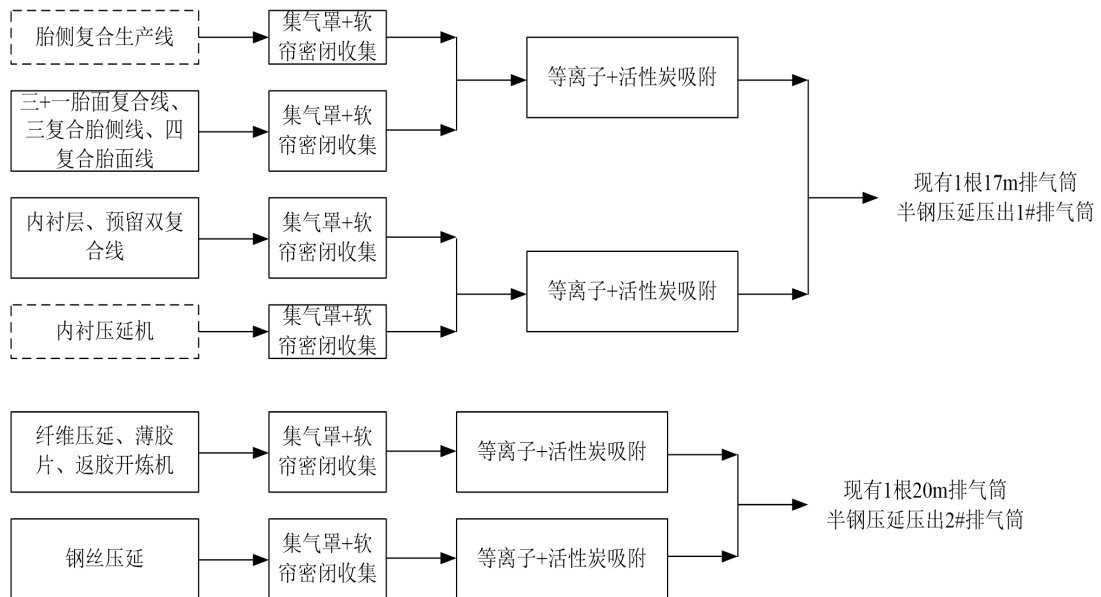 胎侧复合生产线
集气罩+软
帘密闭收集
三+一胎面复合线、
三复合胎侧线、四
复合胎面线
集气罩+软
帘密闭收集
等离子+活性炭吸附
内衬层、预留双复
合线
集气罩+软
帘密闭收集
内衬压延机
集气罩+软
帘密闭收集
等离子+活性炭吸附
现有1根17m排气筒
半钢压延压出1#排气筒
纤维压延、薄胶
片、返胶开炼机
集气罩+软
帘密闭收集
等离子+活性炭吸附
钢丝压延
集气罩+软
帘密闭收集
等离子+活性炭吸附
现有1根20m排气筒
半钢压延压出2#排气筒